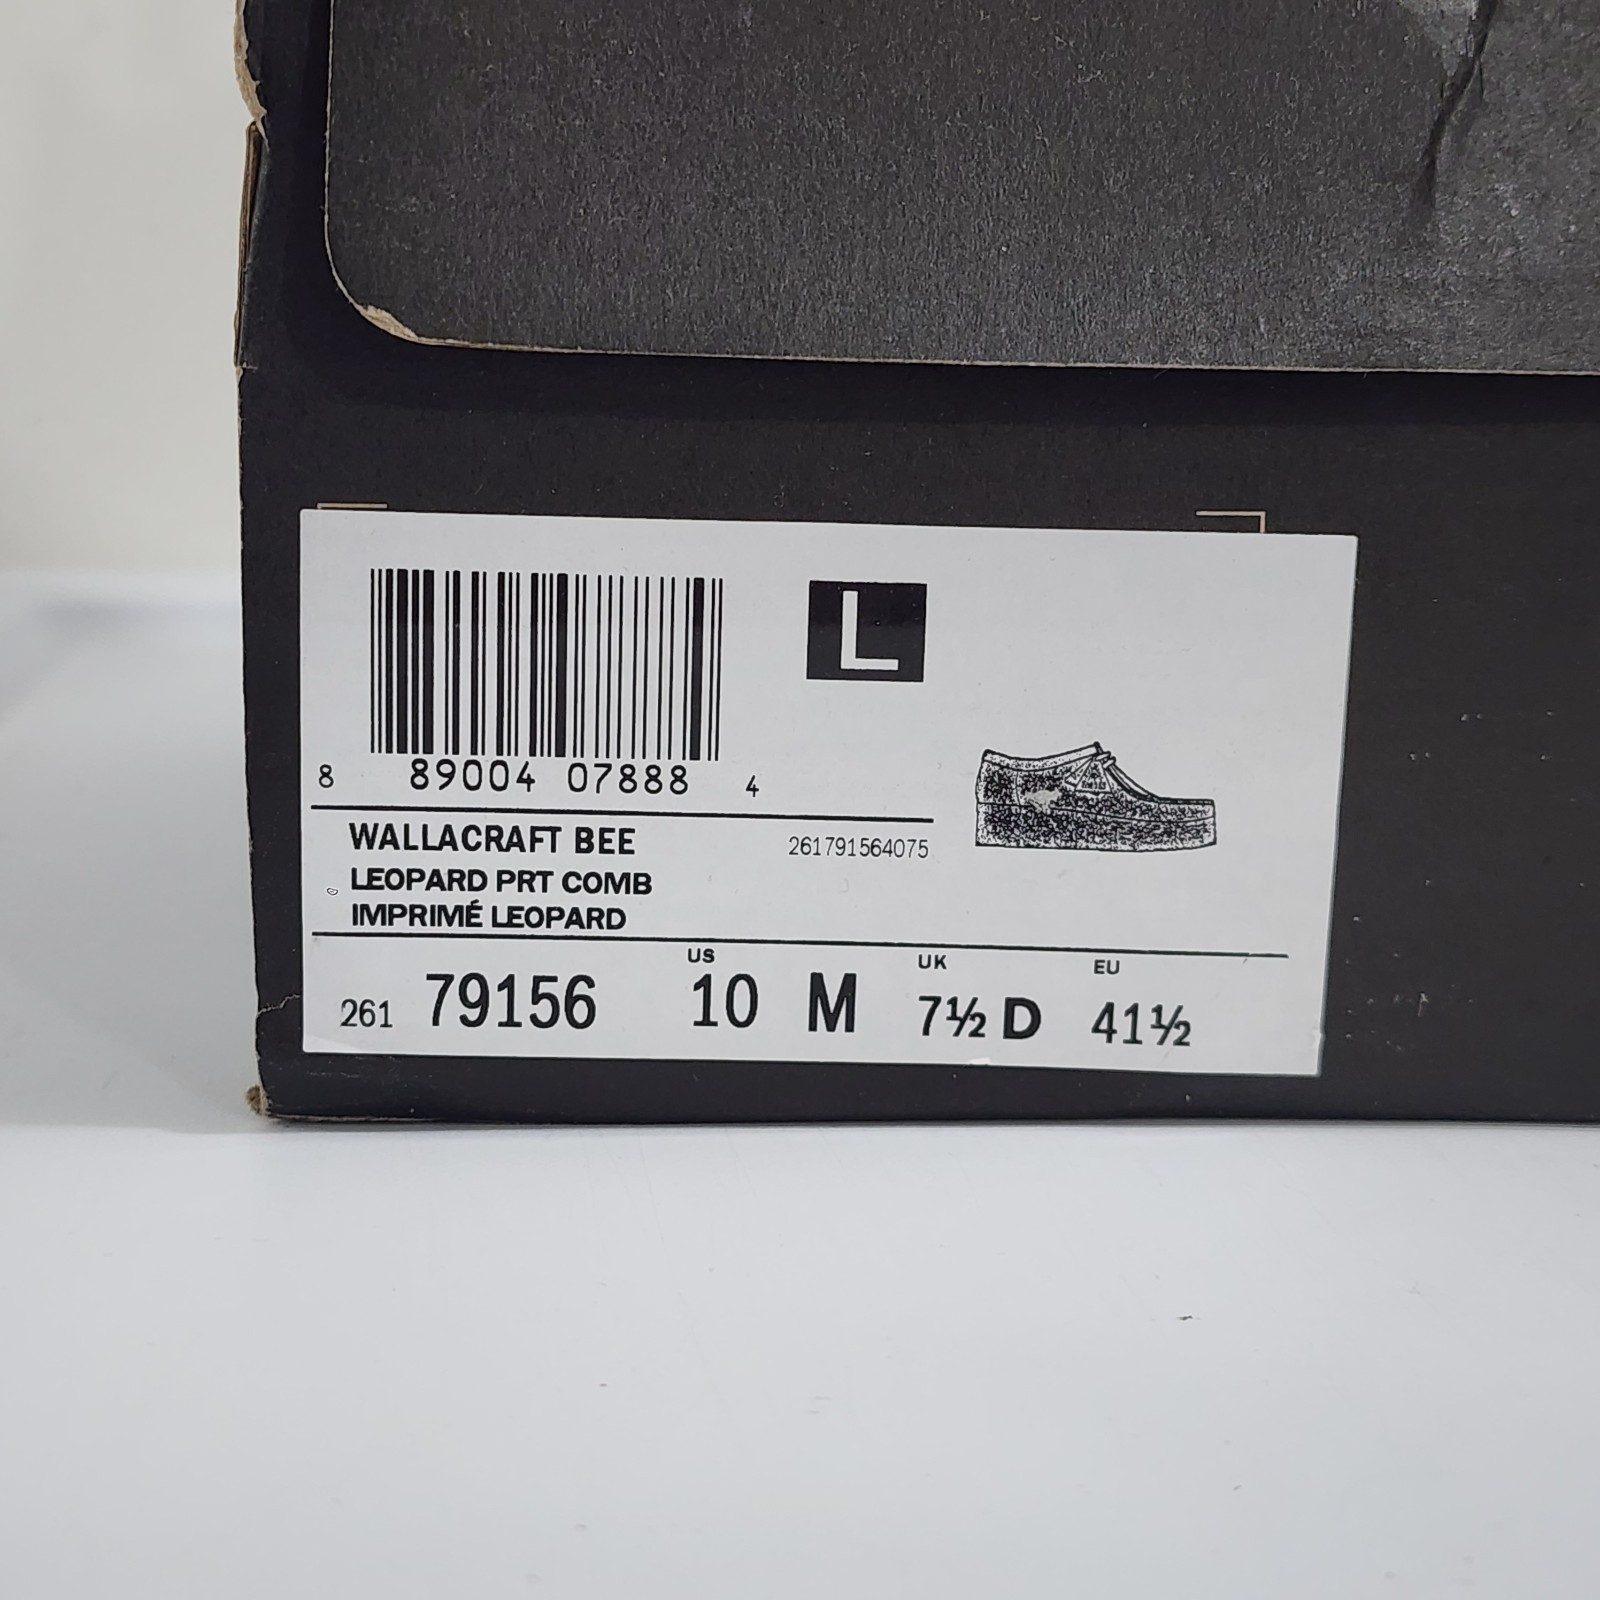 L
8 89004 07888 4
WALLACRAFT BEE 261791564075
LEOPARD PRT COMB
IMPRIMÉ LEOPARD
US UK EU
261 79156 10 M 7½ D 41½